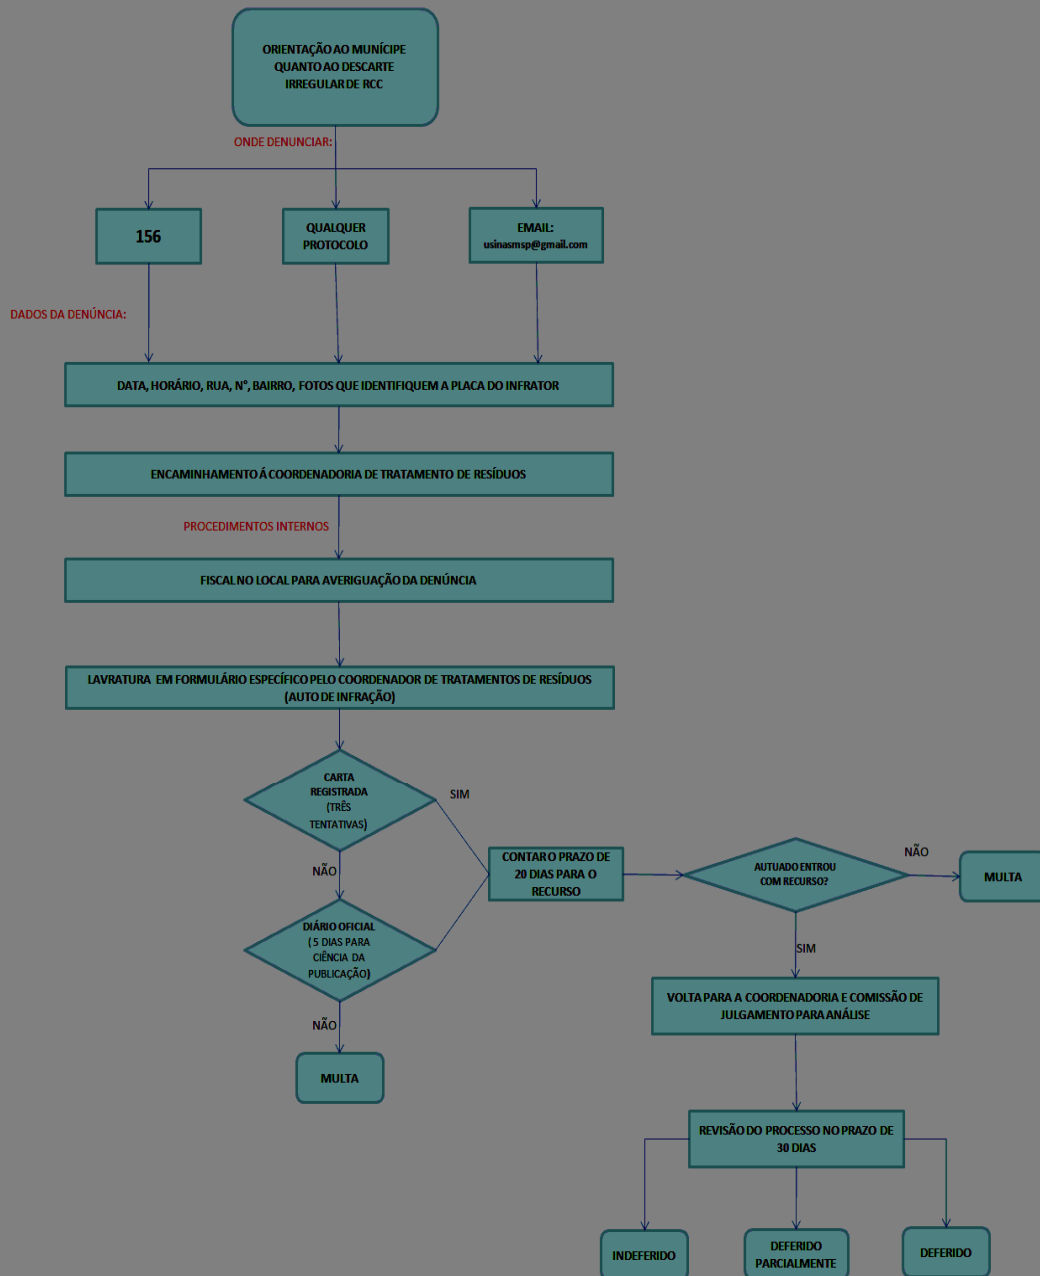 ORIENTAÇÃO AO MUNÍCIPE
QUANTO AO DESCARTE
IRREGULAR DE RCC
ONDE DENUNCIAR:
156
QUALQUER
PROTOCOLO
EMAIL:
usinasmsp@gmail.com
DADOS DA DENÚNCIA:
DATA, HORÁRIO, RUA, N°, BAIRRO, FOTOS QUE IDENTIFIQUEM A PLACA DO INFRATOR
ENCAMINHAMENTO Á COORDENADORIA DE TRATAMENTO DE RESÍDUOS
PROCEDIMENTOS INTERNOS
FISCAL NO LOCAL PARA AVERIGUAÇÃO DA DENÚNCIA
LAVRATURA EM FORMULÁRIO ESPECÍFICO PELO COORDENADOR DE TRATAMENTOS DE RESÍDUOS
(AUTO DE INFRAÇÃO)
CARTA
REGISTRADA
(TRÊS
TENTATIVAS)
SIM
NÃO
DIÁRIO OFICIAL
( 5 DIAS PARA
CIÊNCIA DA
PUBLICAÇÃO)
NÃO
MULTA
CONTAR O PRAZO DE
20 DIAS PARA O
RECURSO
AUTUADO ENTROU
COM RECURSO?
NÃO
MULTA
SIM
VOLTA PARA A COORDENADORIA E COMISSÃO DE
JULGAMENTO PARA ANÁLISE
REVISÃO DO PROCESSO NO PRAZO DE
30 DIAS
INDEFERIDO
DEFERIDO
PARCIALMENTE
DEFERIDO